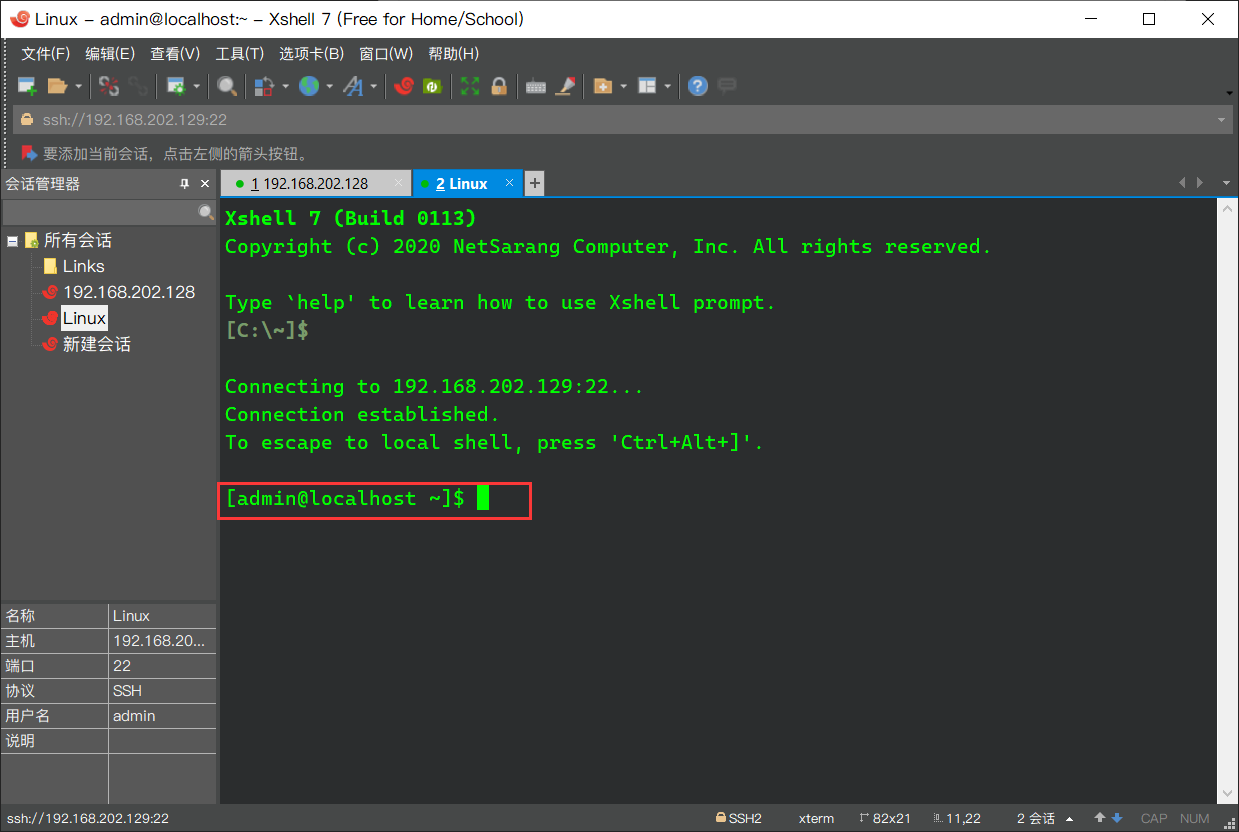 Linux - admin@localhost:~ - Xshell 7 (Free for Home/School)
文件(F) 编辑(E) 查看(V) 工具(T) 选项卡(B) 窗口(W) 帮助(H)
ssh://192.168.202.129:22
要添加当前会话，点击左侧的箭头按钮。
会话管理器
所有会话
Links
192.168.202.128
Linux
新建会话
名称 Linux
主机 192.168.20...
端口 22
协议 SSH
用户名 admin
说明
1 192.168.202.128
2 Linux
Xshell 7 (Build 0113)
Copyright (c) 2020 NetSarang Computer, Inc. All rights reserved.
Type `help' to learn how to use Xshell prompt.
[C:\~]$
Connecting to 192.168.202.129:22...
Connection established.
To escape to local shell, press 'Ctrl+Alt+]'.
[admin@localhost ~]$
ssh://192.168.202.129:22 SSH2 xterm 82x21 11,22 2 会话 CAP NUM